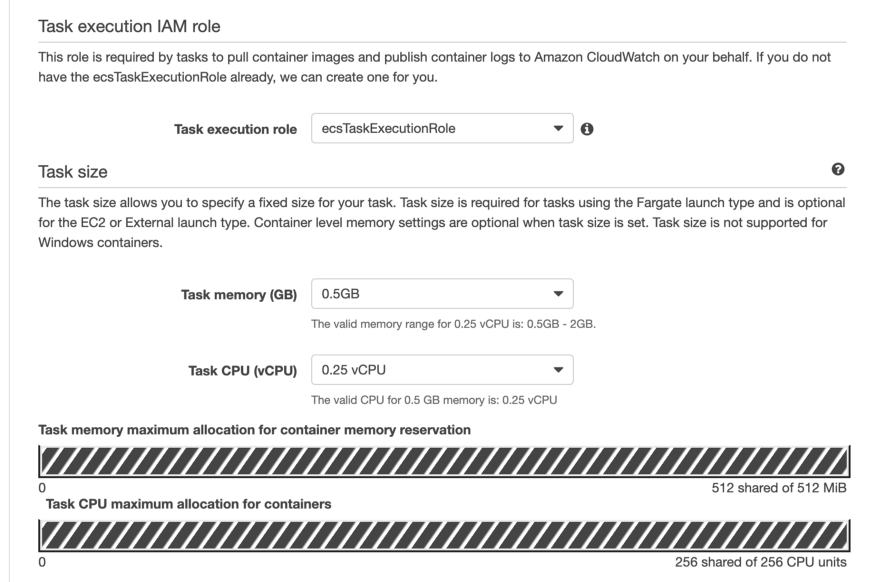 Task execution IAM role
This role is required by tasks to pull container images and publish container logs to Amazon CloudWatch on your behalf. If you do not
have the ecsTaskExecutionRole already, we can create one for you.
Task execution role
ecsTaskExecutionRole
Task size
The task size allows you to specify a fixed size for your task. Task size is required for tasks using the Fargate launch type and is optional
for the EC2 or External launch type. Container level memory settings are optional when task size is set. Task size is not supported for
Windows containers.
Task memory (GB)
0.5GB
The valid memory range for 0.25 vCPU is: 0.5GB - 2GB.
Task CPU (vCPU)
0.25 vCPU
The valid CPU for 0.5 GB memory is: 0.25 vCPU
Task memory maximum allocation for container memory reservation
0
512 shared of 512 MiB
Task CPU maximum allocation for containers
0
256 shared of 256 CPU units